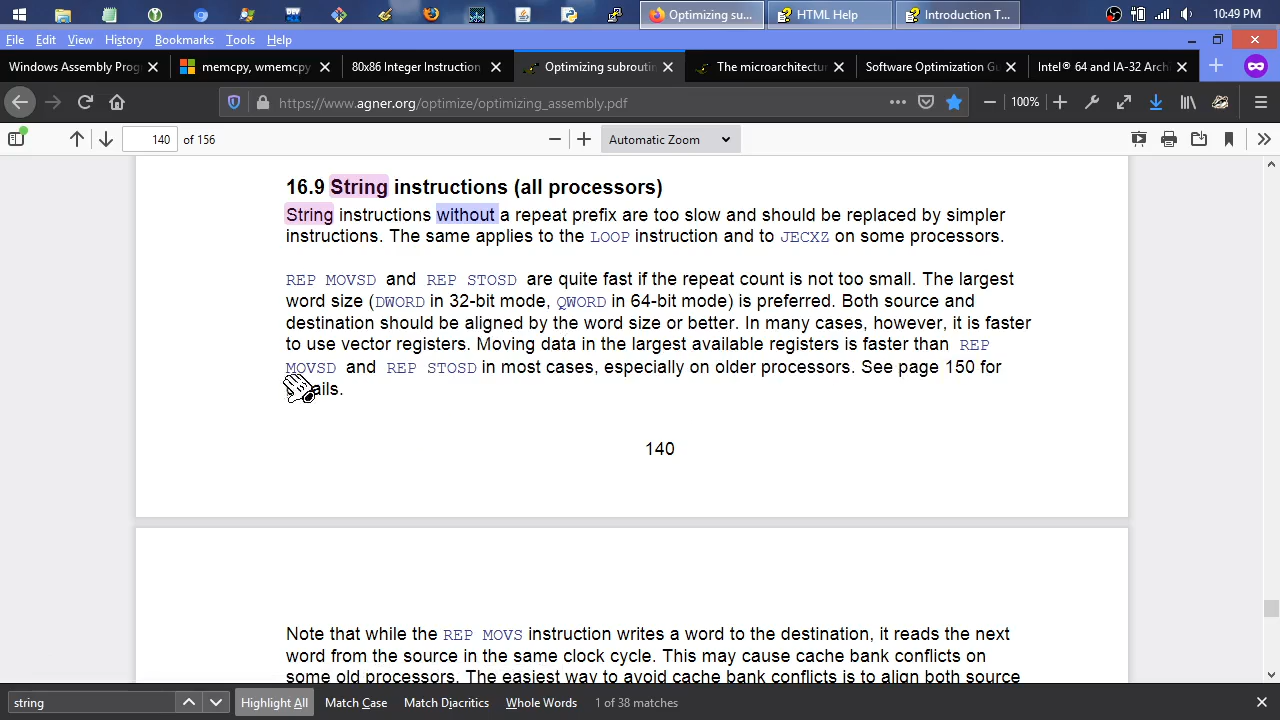 Optimizing su...
HTML Help
Introduction T...
10:49 PM
File Edit View History Bookmarks Tools Help
Windows Assembly Prog
memcpy, wmemcpy
80x86 Integer Instruction
Optimizing subroutin
The microarchitectur
Software Optimization Gu
Intel® 64 and IA-32 Arch
https://www.agner.org/optimize/optimizing_assembly.pdf
100%
140 of 156
Automatic Zoom
16.9 String instructions (all processors)
String instructions without a repeat prefix are too slow and should be replaced by simpler
instructions. The same applies to the LOOP instruction and to JECXZ on some processors.
REP MOVSD and REP STOSD are quite fast if the repeat count is not too small. The largest
word size (DWORD in 32-bit mode, QWORD in 64-bit mode) is preferred. Both source and
destination should be aligned by the word size or better. In many cases, however, it is faster
to use vector registers. Moving data in the largest available registers is faster than REP
MOVSD and REP STOSD in most cases, especially on older processors. See page 150 for
ails.
140
Note that while the REP MOVS instruction writes a word to the destination, it reads the next
word from the source in the same clock cycle. This may cause cache bank conflicts on
some old processors. The easiest way to avoid cache bank conflicts is to align both source
string
Highlight All Match Case Match Diacritics Whole Words 1 of 38 matches